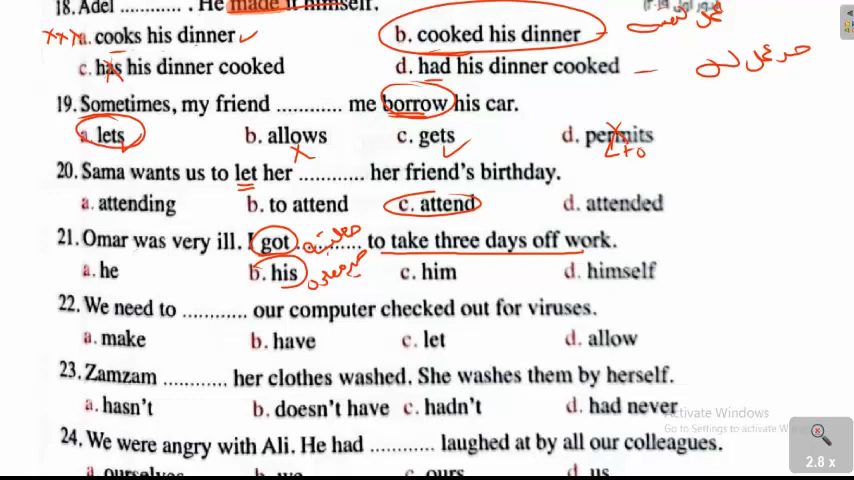 18. Adel ............ . He made it himself.
a. cooks his dinner
b. cooked his dinner
c. has his dinner cooked
d. had his dinner cooked
19. Sometimes, my friend ............ me borrow his car.
a. lets
b. allows
c. gets
d. permits
+to
20. Sama wants us to let her ............ her friend's birthday.
a. attending
b. to attend
c. attend
d. attended
21. Omar was very ill. I got ............ to take three days off work.
a. he
b. his
c. him
d. himself
22. We need to ............ our computer checked out for viruses.
a. make
b. have
c. let
d. allow
23. Zamzam ............ her clothes washed. She washes them by herself.
a. hasn't
b. doesn't have
c. hadn't
d. had never
Activate Windows
Go to Settings to activate W
24. We were angry with Ali. He had ............ laughed at by all our colleagues.
a. ourselves
b. we
c. ours
d. us
2.8 x